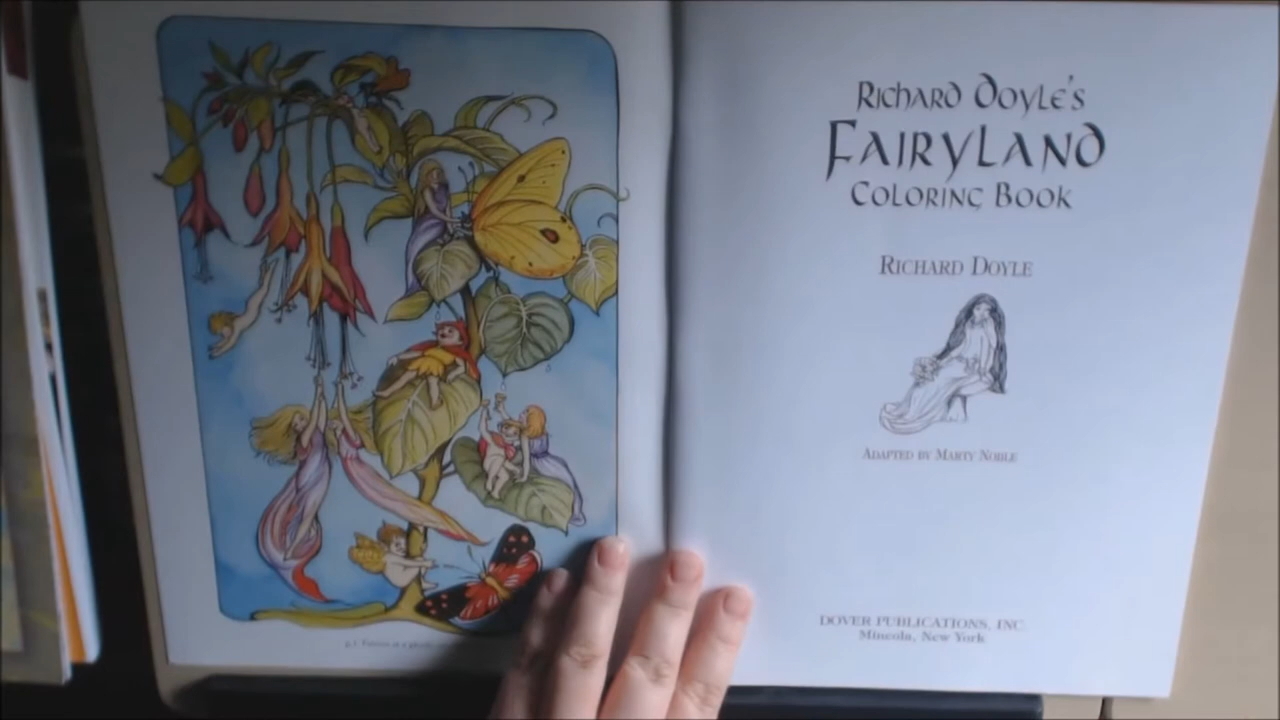 Richard Doyle's
Fairyland
Coloring Book
Richard Doyle
Adapted by Marty Noble
DOVER PUBLICATIONS, INC.
Mineola, New York